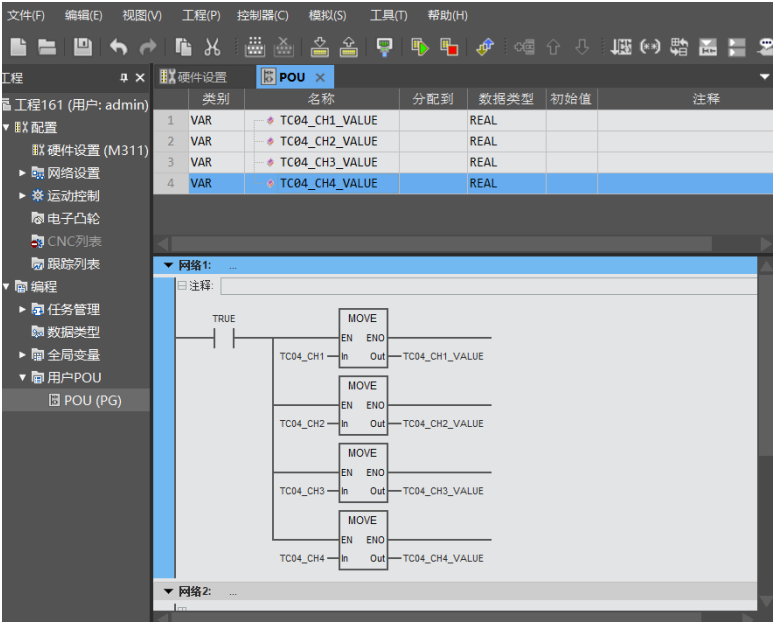 文件(F) 编辑(E) 视图(V) 工程(P) 控制器(C) 模拟(S) 工具(T) 帮助(H)
工程
硬件设置 POU
工程161 (用户: admin)
配置
硬件设置 (M311)
网络设置
运动控制
电子凸轮
CNC列表
跟踪列表
编程
任务管理
数据类型
全局变量
用户POU
POU (PG)
类别 名称 分配到 数据类型 初始值 注释
1 VAR TC04_CH1_VALUE REAL
2 VAR TC04_CH2_VALUE REAL
3 VAR TC04_CH3_VALUE REAL
4 VAR TC04_CH4_VALUE REAL
网络1: ...
注释:
TRUE
MOVE
EN ENO
TC04_CH1 In Out TC04_CH1_VALUE
MOVE
EN ENO
TC04_CH2 In Out TC04_CH2_VALUE
MOVE
EN ENO
TC04_CH3 In Out TC04_CH3_VALUE
MOVE
EN ENO
TC04_CH4 In Out TC04_CH4_VALUE
网络2: ...